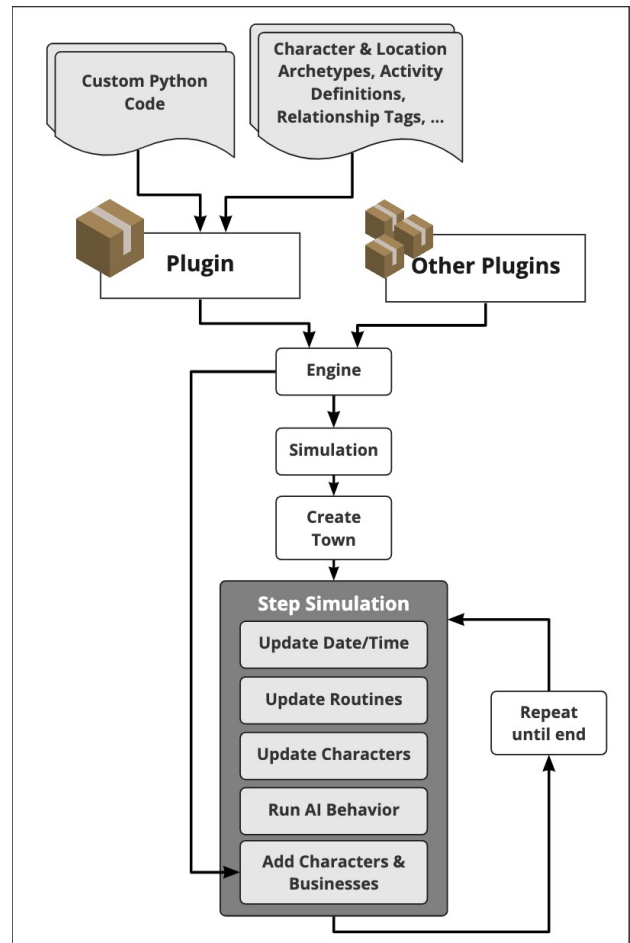 Custom Python
Code
Character & Location
Archetypes, Activity
Definitions,
Relationship Tags, ...
Plugin
Other Plugins
Engine
Simulation
Create
Town
Step Simulation
Update Date/Time
Update Routines
Update Characters
Run AI Behavior
Add Characters &
Businesses
Repeat
until end